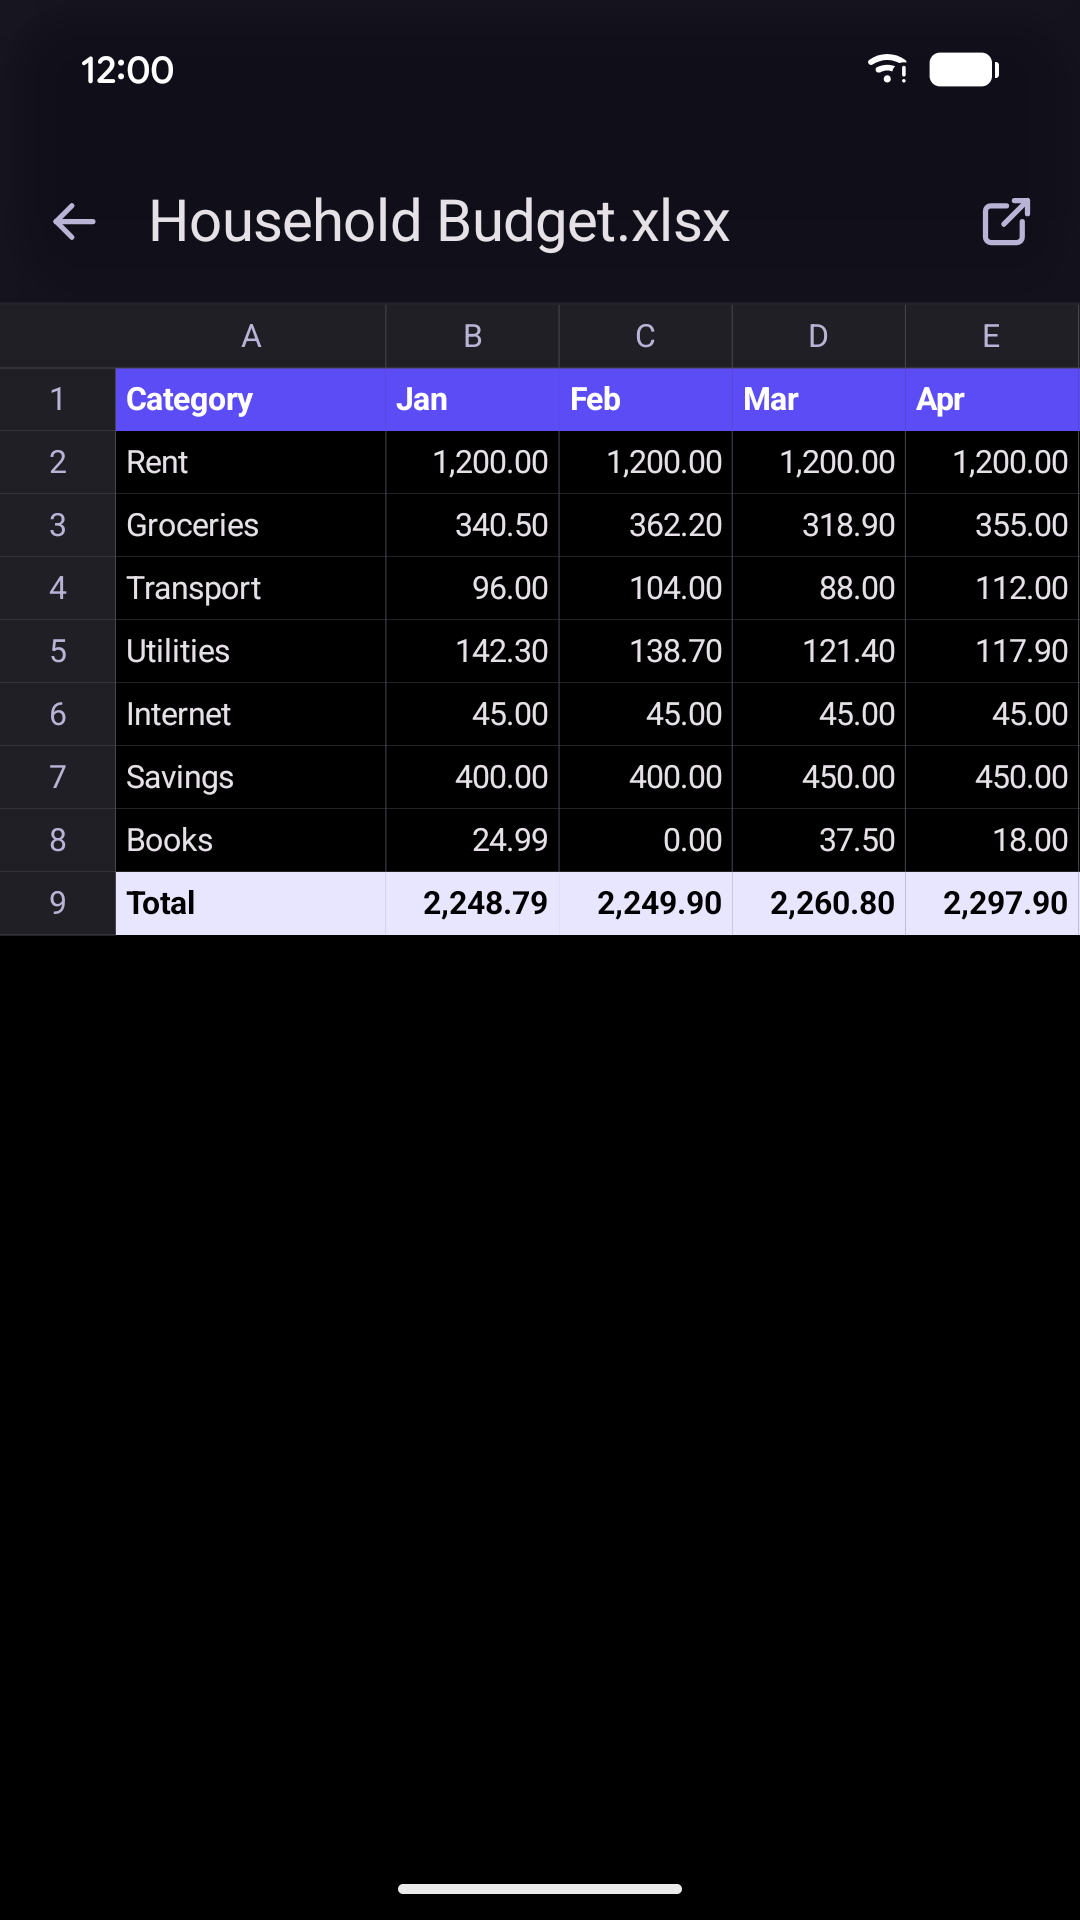 12:00
Household Budget.xlsx
A B C D E
1 Category Jan Feb Mar Apr
2 Rent 1,200.00 1,200.00 1,200.00 1,200.00
3 Groceries 340.50 362.20 318.90 355.00
4 Transport 96.00 104.00 88.00 112.00
5 Utilities 142.30 138.70 121.40 117.90
6 Internet 45.00 45.00 45.00 45.00
7 Savings 400.00 400.00 450.00 450.00
8 Books 24.99 0.00 37.50 18.00
9 Total 2,248.79 2,249.90 2,260.80 2,297.90